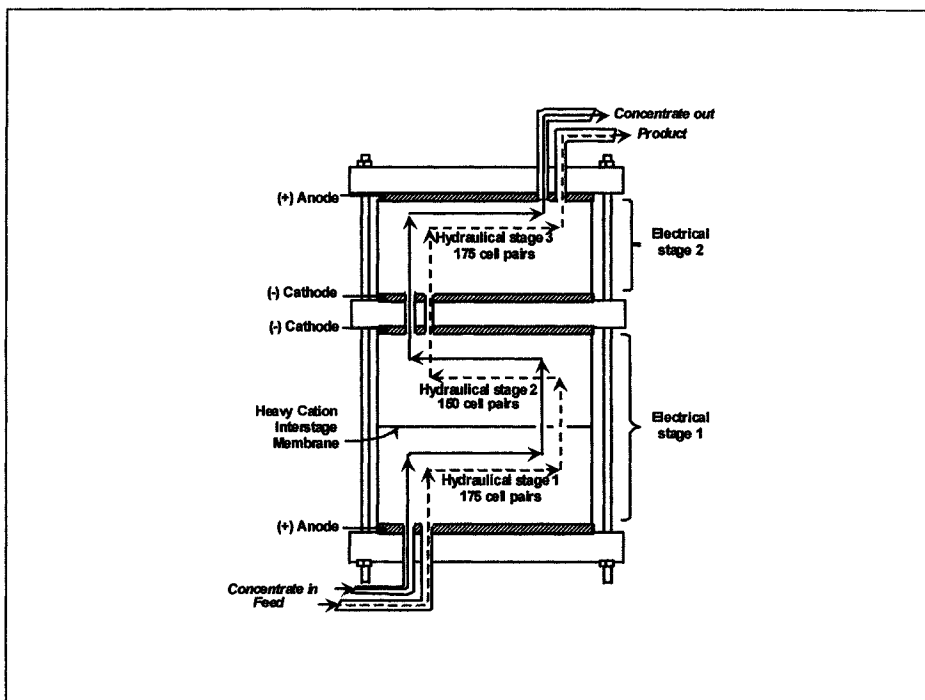 Concentrate out
Product
(+) Anode
Hydraulical stage 3
175 cell pairs
Electrical
stage 2
(-) Cathode
(-) Cathode
Hydraulical stage 2
150 cell pairs
Heavy Cation
Interstage
Membrane
Electrical
stage 1
Hydraulical stage 1
175 cell pairs
(+) Anode
Concentrate in
Feed